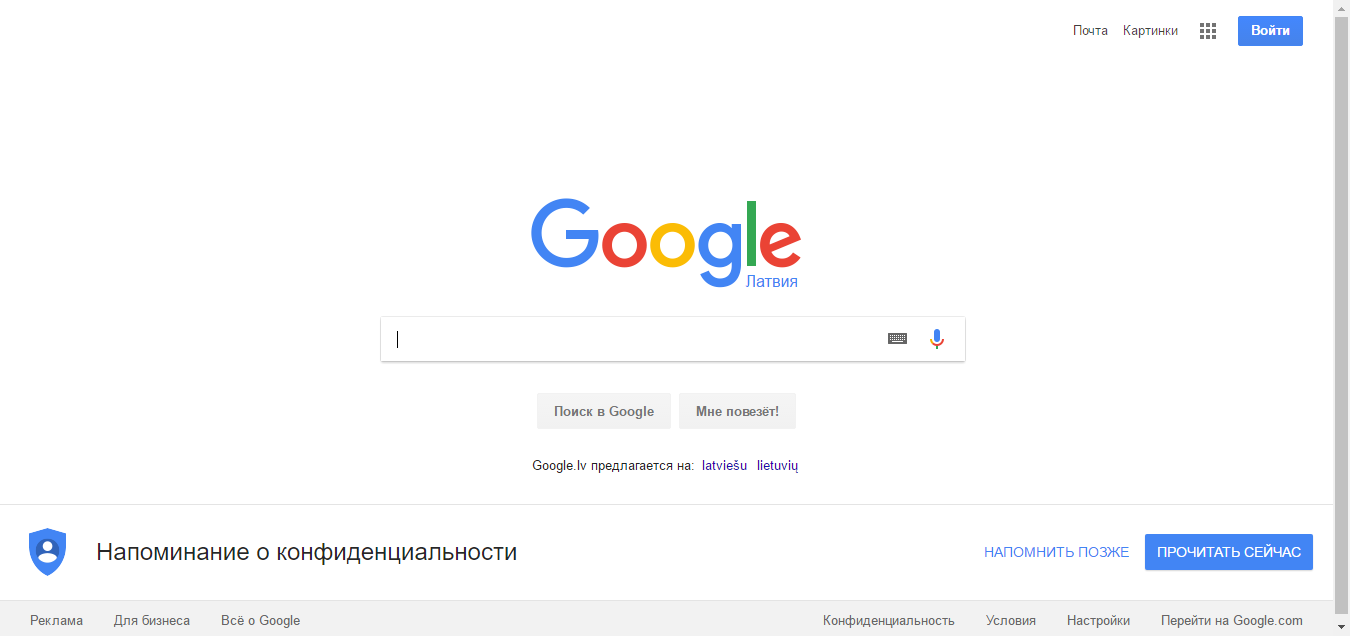 Почта Картинки Войти
Google
Латвия
Поиск в Google Мне повезёт!
Google.lv предлагается на: latviešu lietuvių
Напоминание о конфиденциальности НАПОМНИТЬ ПОЗЖЕ ПРОЧИТАТЬ СЕЙЧАС
Реклама Для бизнеса Всё о Google Конфиденциальность Условия Настройки Перейти на Google.com